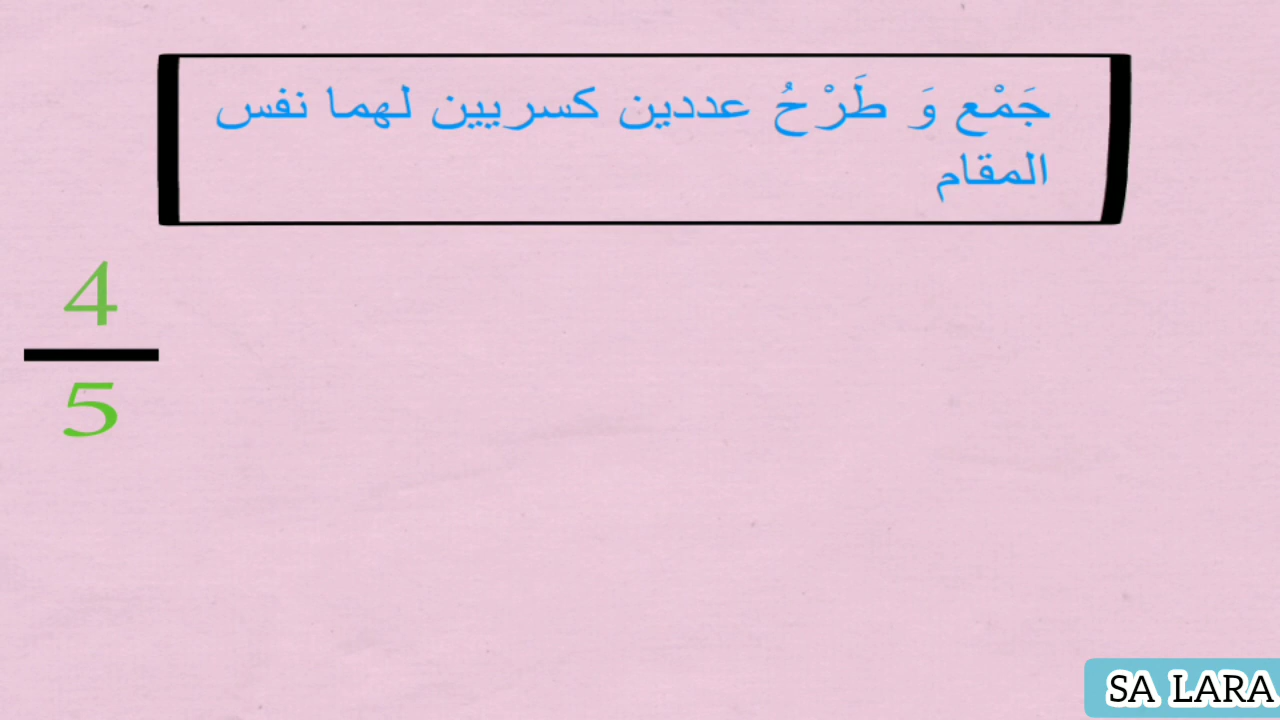 جَمْع وَ طَرْحُ عددين كسريين لهما نفس
المقام
4
5
SA LARA